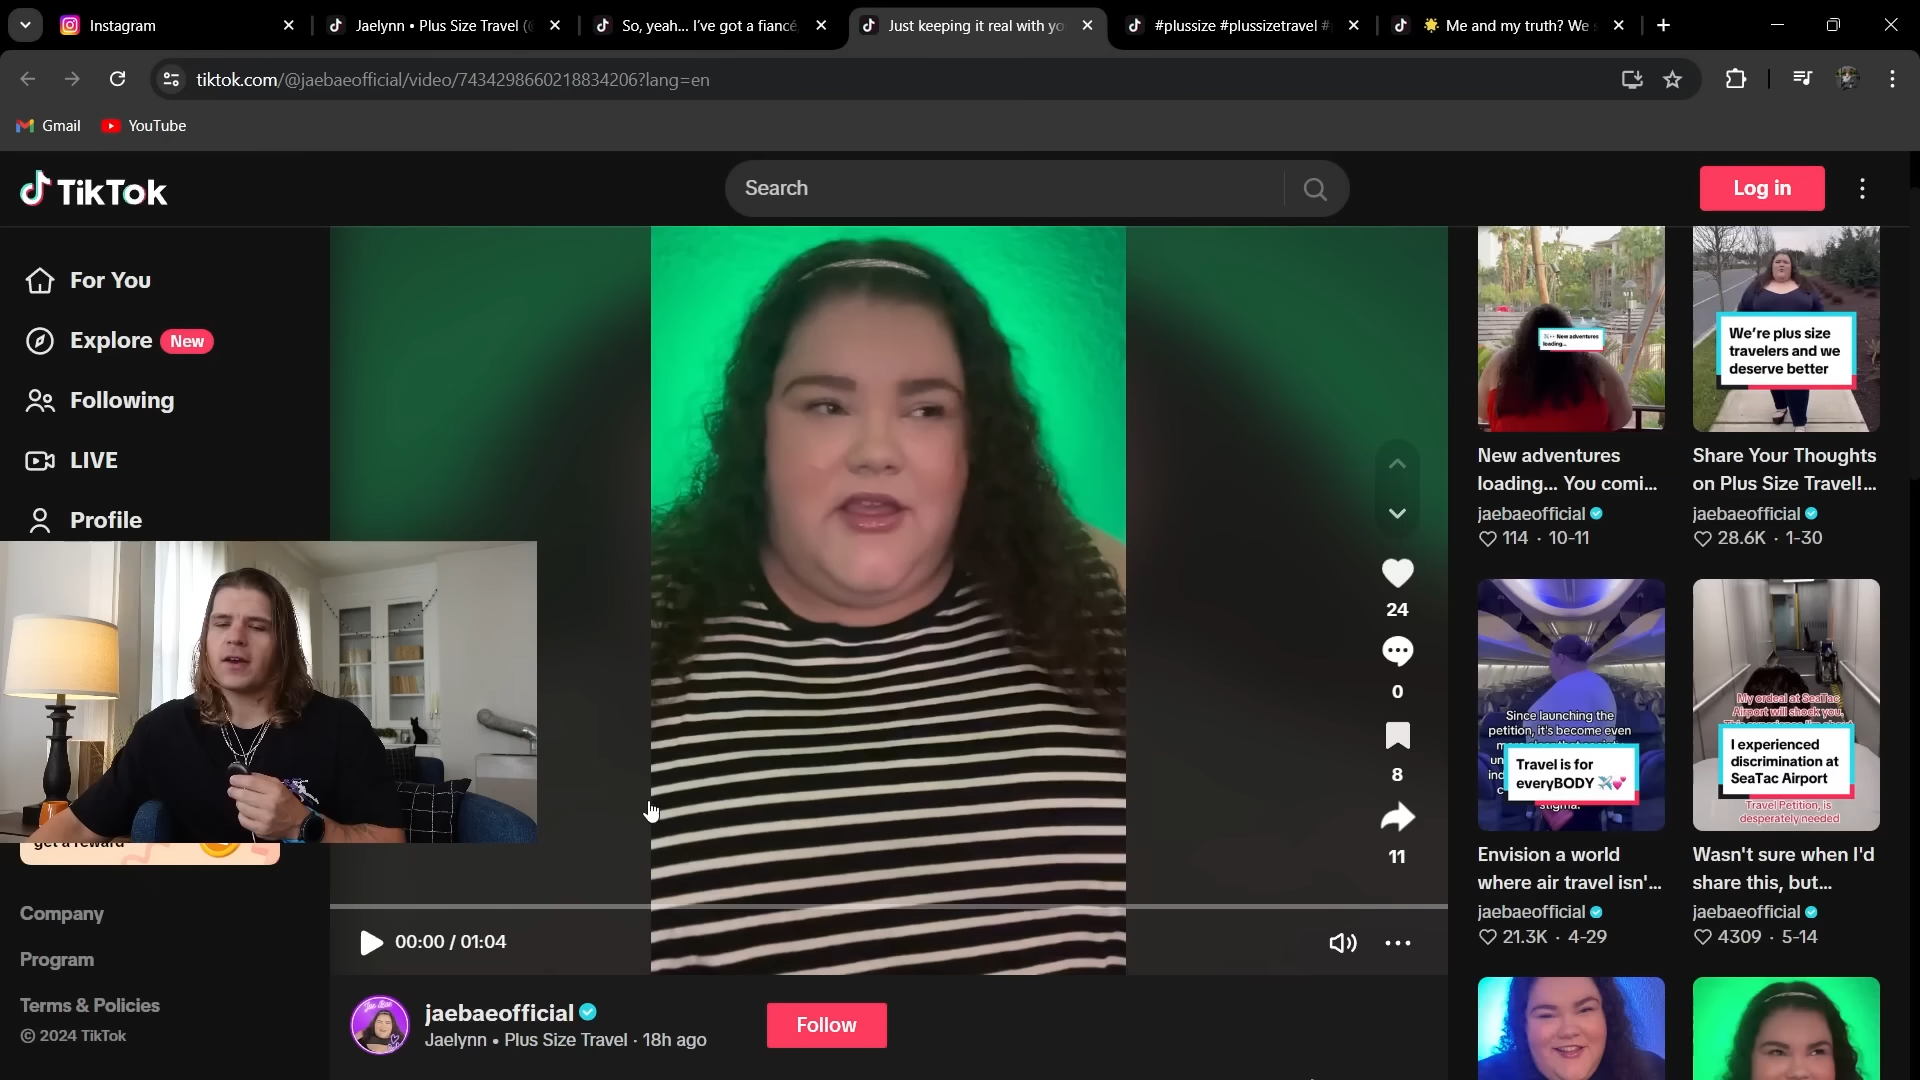 Instagram
Jaelynn • Plus Size Travel (@
So, yeah... I've got a fiancé,
Just keeping it real with yo
#plussize #plussizetravel #
🌟 Me and my truth? We s
tiktok.com/@jaebaeofficial/video/7434298660218834206?lang=en
Gmail
YouTube
TikTok
Search
Log in
For You
Explore
New
Following
LIVE
Profile
get a reward
Company
Program
Terms & Policies
© 2024 TikTok
24
0
8
11
00:00 / 01:04
jaebaeofficial
Jaelynn • Plus Size Travel · 18h ago
Follow
New adventures
loading...
New adventures
loading... You comi...
jaebaeofficial
114 · 10-11
We're plus size
travelers and we
deserve better
Share Your Thoughts
on Plus Size Travel!...
jaebaeofficial
28.6K · 1-30
Since launching the
petition, it's become even
Travel is for
everyBODY ✈️💕
stigma.
Envision a world
where air travel isn'...
jaebaeofficial
21.3K · 4-29
My ordeal at SeaTac
Airport will shock you.
I experienced
discrimination at
SeaTac Airport
Travel Petition, is
desperately needed
Wasn't sure when I'd
share this, but...
jaebaeofficial
4309 · 5-14